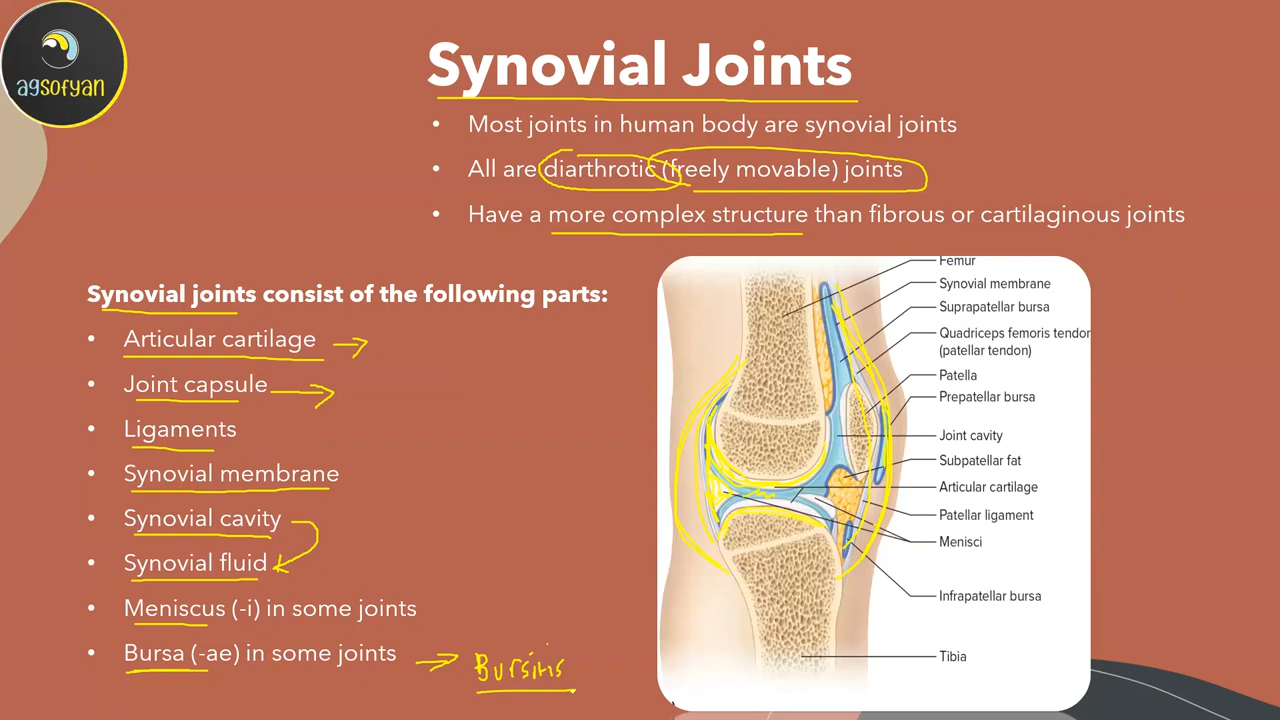 agsofyan
Synovial Joints
• Most joints in human body are synovial joints
• All are diarthrotic (freely movable) joints
• Have a more complex structure than fibrous or cartilaginous joints
Synovial joints consist of the following parts:
• Articular cartilage
• Joint capsule
• Ligaments
• Synovial membrane
• Synovial cavity
• Synovial fluid
• Meniscus (-i) in some joints
• Bursa (-ae) in some joints
Bursitis
Femur
Synovial membrane
Suprapatellar bursa
Quadriceps femoris tendon
(patellar tendon)
Patella
Prepatellar bursa
Joint cavity
Subpatellar fat
Articular cartilage
Patellar ligament
Menisci
Infrapatellar bursa
Tibia